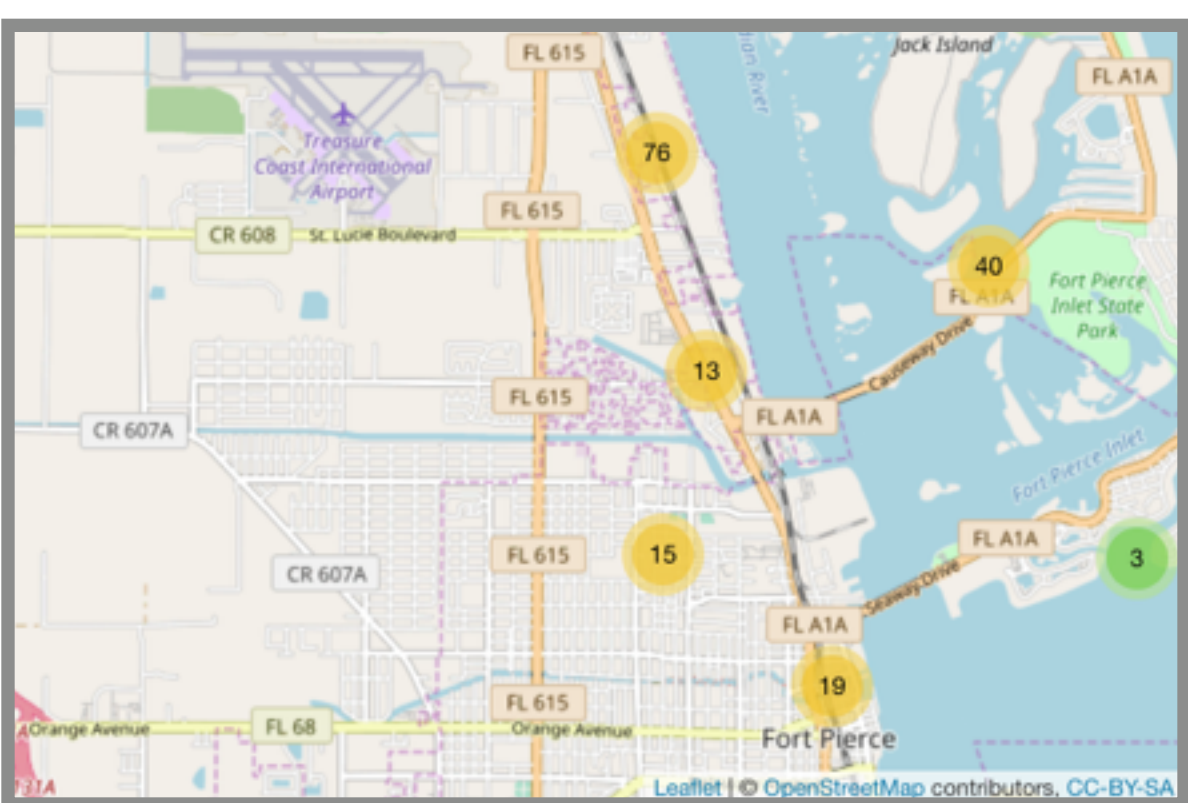 FL 615
Jack Island
FL A1A
dian River
76
Treasure
Coast International
Airport
FL 615
CR 608
St. Lucie Boulevard
40
FL A1A
Fort Pierce
Inlet State
Park
13
Causeway Drive
FL 615
FL A1A
CR 607A
Fort Pierce Inlet
FL A1A
15
FL 615
3
CR 607A
Seaway Drive
FL A1A
19
FL 615
Orange Avenue
FL 68
Orange Avenue
Fort Pierce
Leaflet | © OpenStreetMap contributors, CC-BY-SA